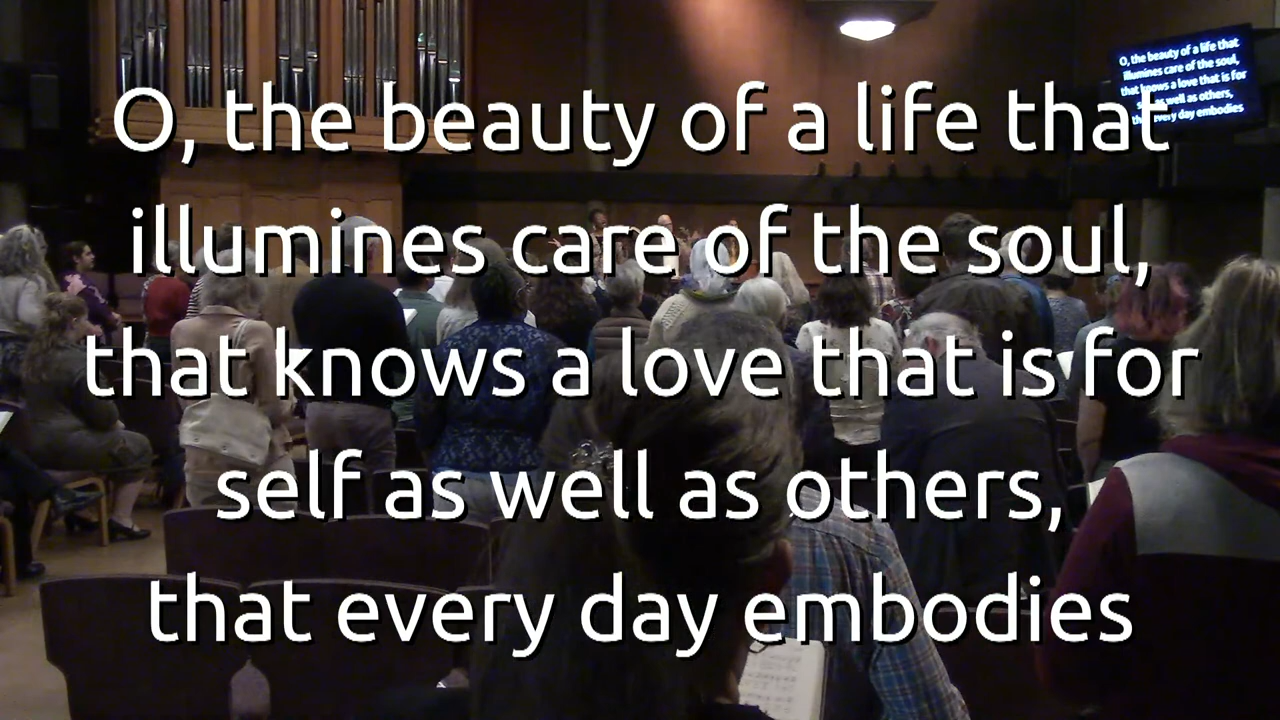 O, the beauty of a life that
illumines care of the soul,
that knows a love that is for
self as well as others,
that every day embodies
O, the beauty of a life that
illumines care of the soul,
that knows a love that is for
self as well as others,
that every day embodies